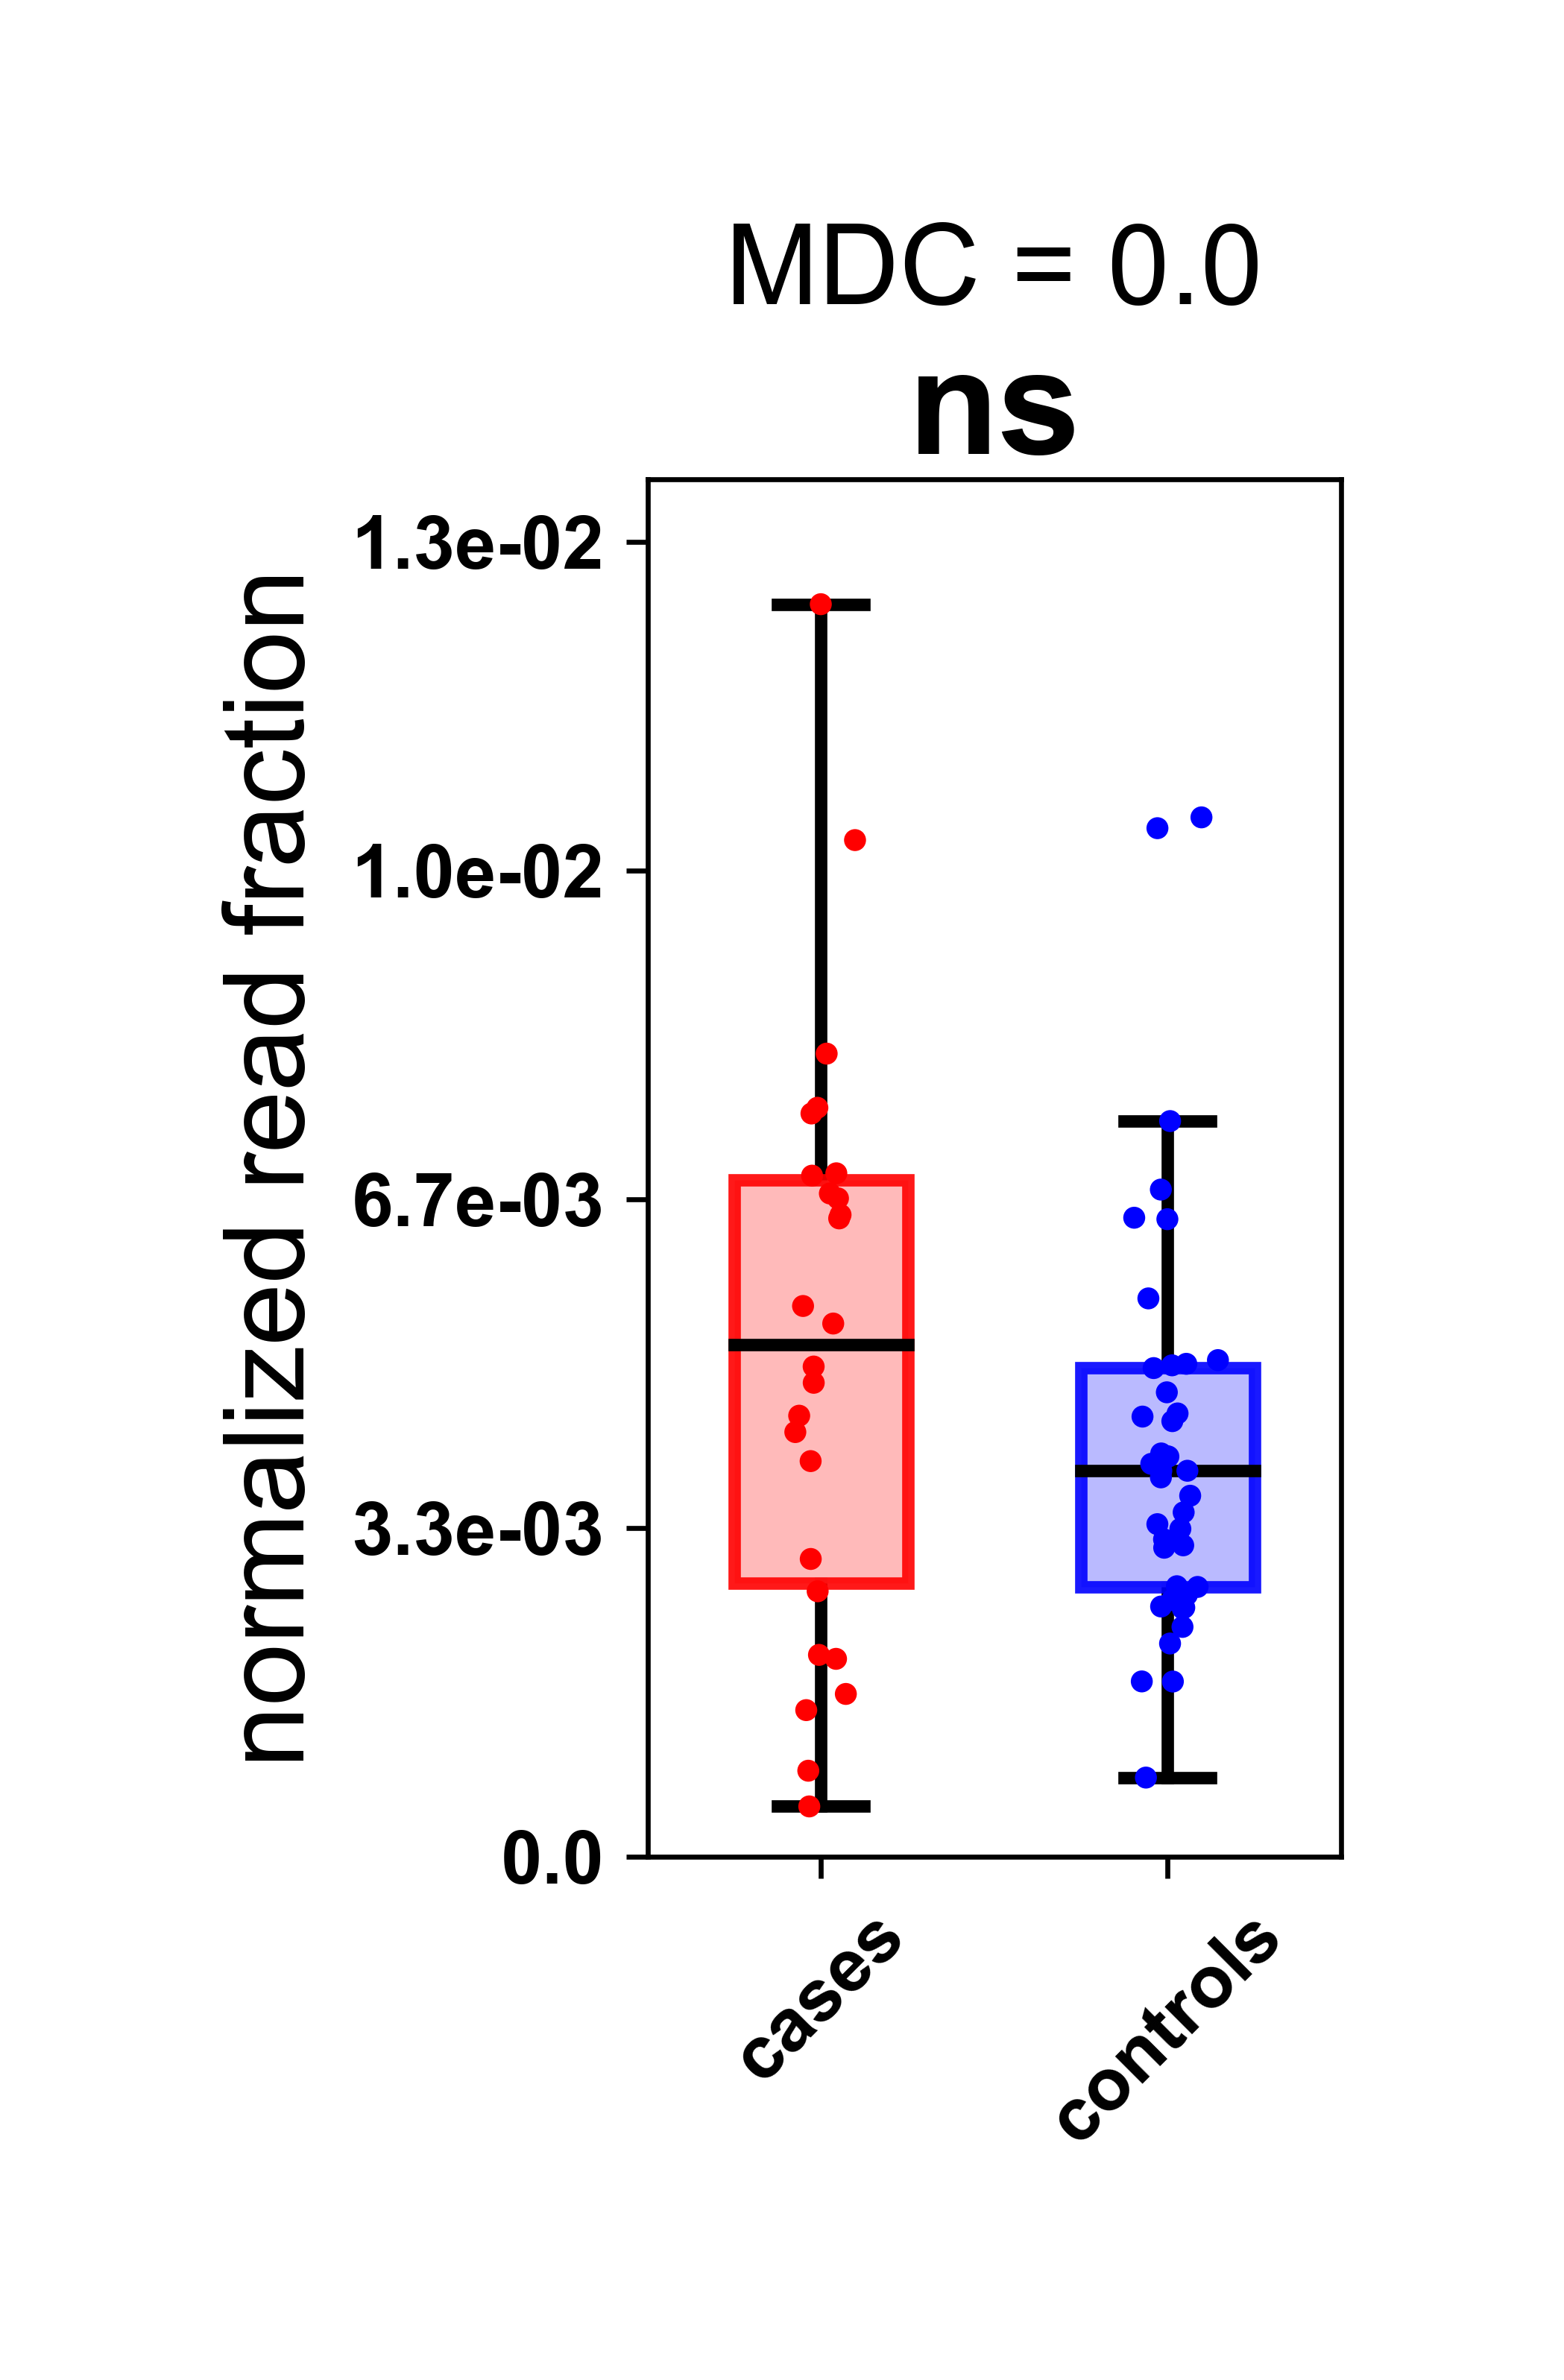 MDC = 0.0
ns
normalized read fraction
1.3e-02
1.0e-02
6.7e-03
3.3e-03
0.0
cases
controls